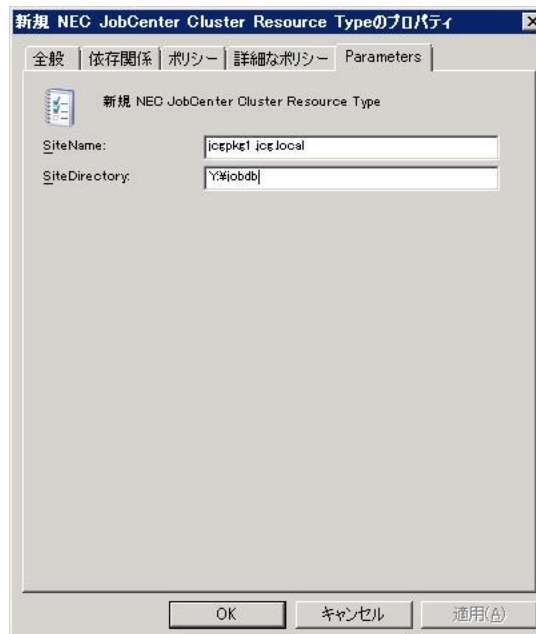 新規 NEC JobCenter Cluster Resource Typeのプロパティ
全般 依存関係 ポリシー 詳細なポリシー Parameters
新規 NEC JobCenter Cluster Resource Type
SiteName: jcgpkg1.jcg.local
SiteDirectory: Y:¥jobdb
OK キャンセル 適用(A)